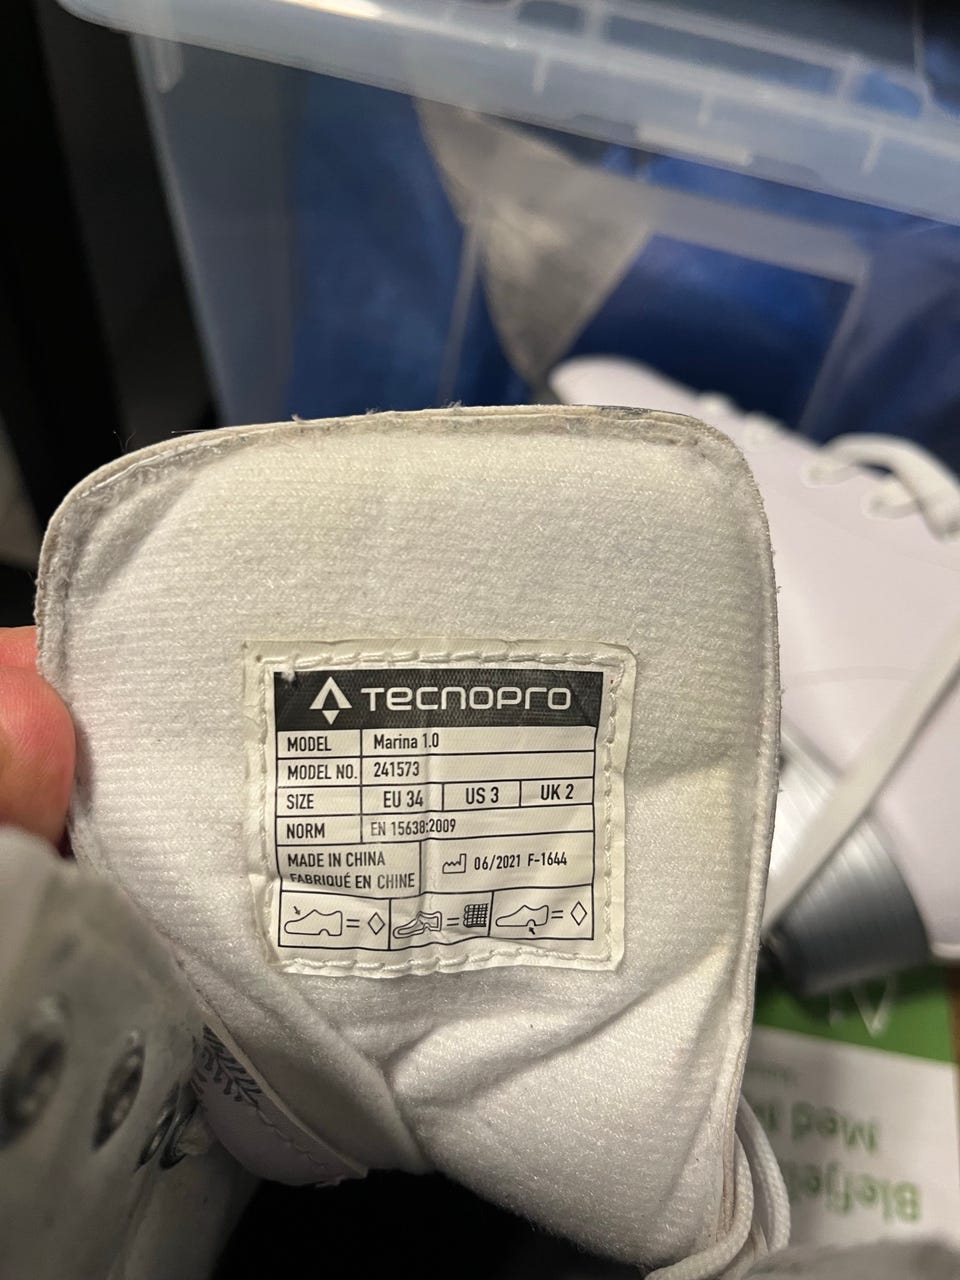 TECNOPRO
MODEL Marina 1.0
MODEL NO. 241573
SIZE EU 34 US 3 UK 2
NORM EN 15638:2009
MADE IN CHINA
FABRIQUÉ EN CHINE
06/2021 F-1644
= =  =
Med